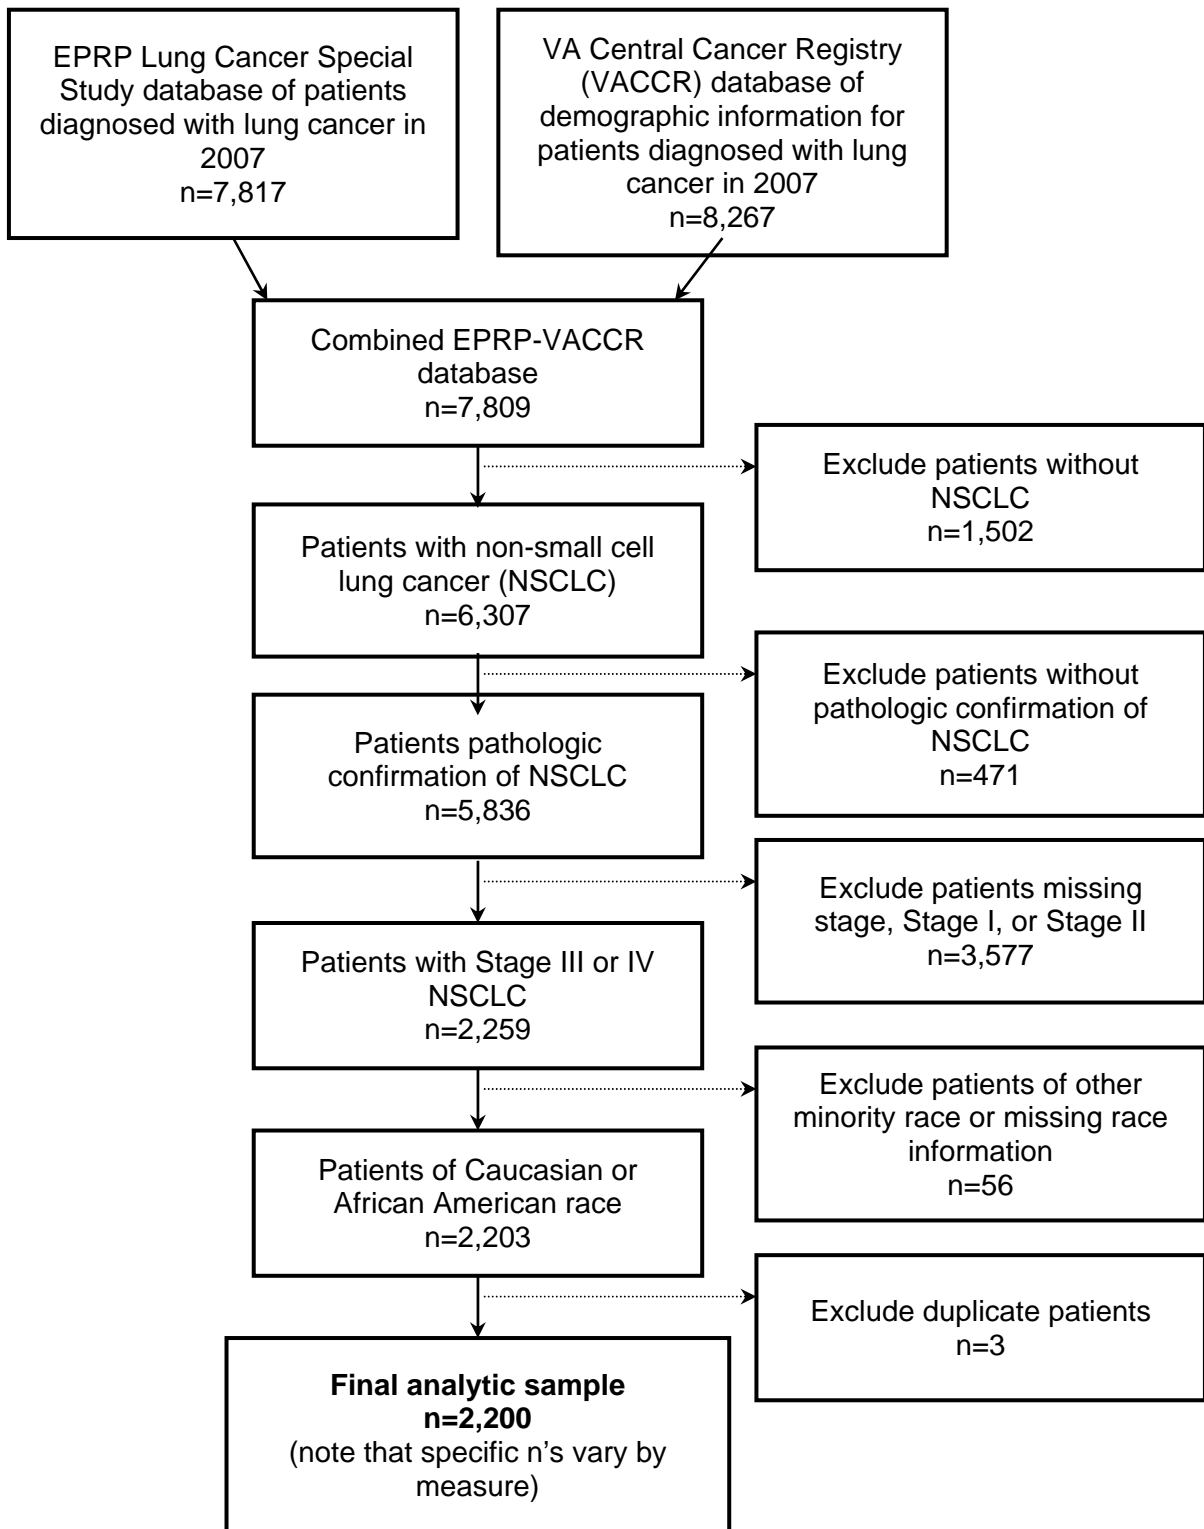 EPRP Lung Cancer Special
Study database of patients
diagnosed with lung cancer in
2007
n=7,817
VA Central Cancer Registry
(VACCR) database of
demographic information for
patients diagnosed with lung
cancer in 2007
n=8,267
Combined EPRP-VACCR
database
n=7,809
Exclude patients without
NSCLC
n=1,502
Patients with non-small cell
lung cancer (NSCLC)
n=6,307
Exclude patients without
pathologic confirmation of
NSCLC
n=471
Patients pathologic
confirmation of NSCLC
n=5,836
Exclude patients missing
stage, Stage I, or Stage II
n=3,577
Patients with Stage III or IV
NSCLC
n=2,259
Exclude patients of other
minority race or missing race
information
n=56
Patients of Caucasian or
African American race
n=2,203
Exclude duplicate patients
n=3
Final analytic sample
n=2,200
(note that specific n’s vary by
measure)